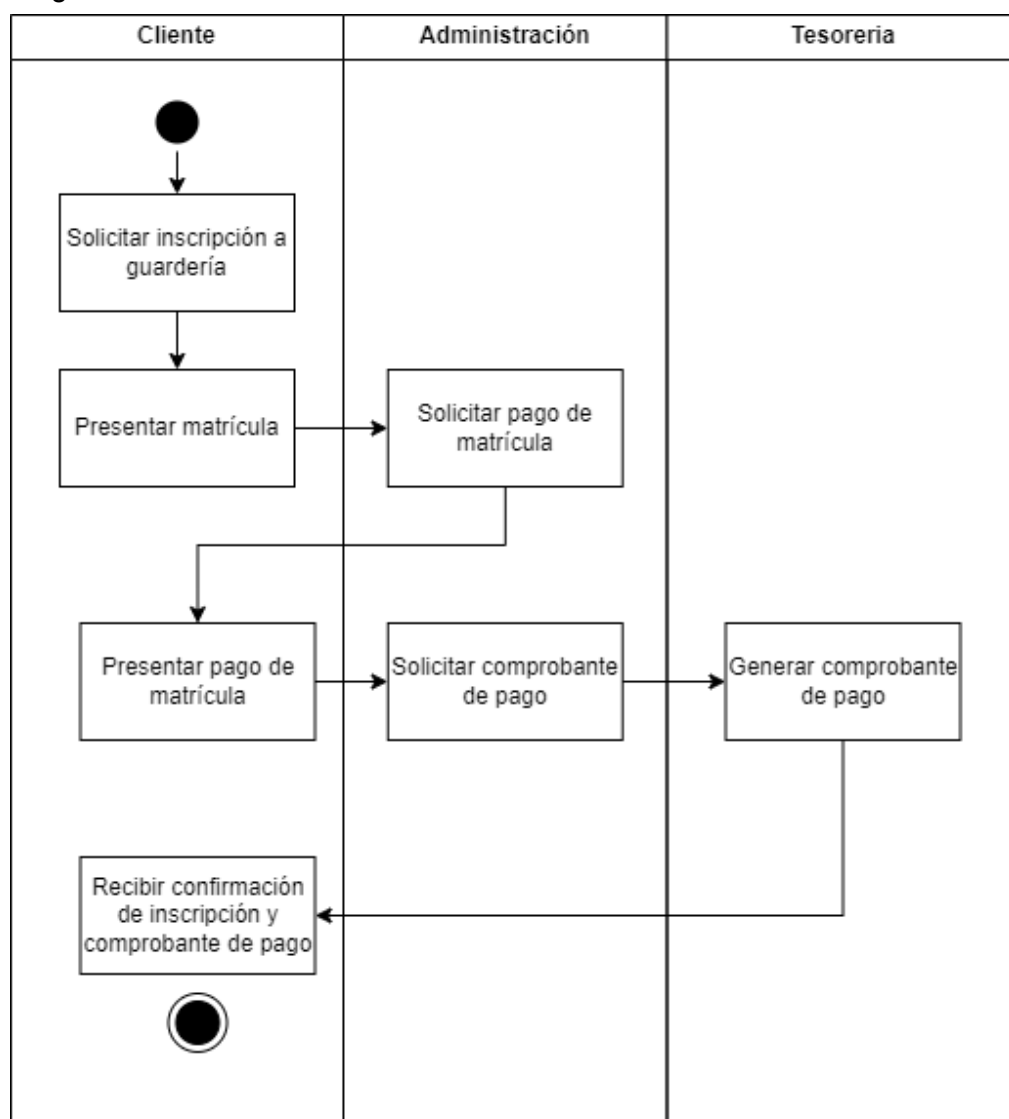 Cliente
Administración
Tesoreria
Solicitar inscripción a
guardería
Presentar matrícula
Solicitar pago de
matrícula
Presentar pago de
matrícula
Solicitar comprobante
de pago
Generar comprobante
de pago
Recibir confirmación
de inscripción y
comprobante de pago